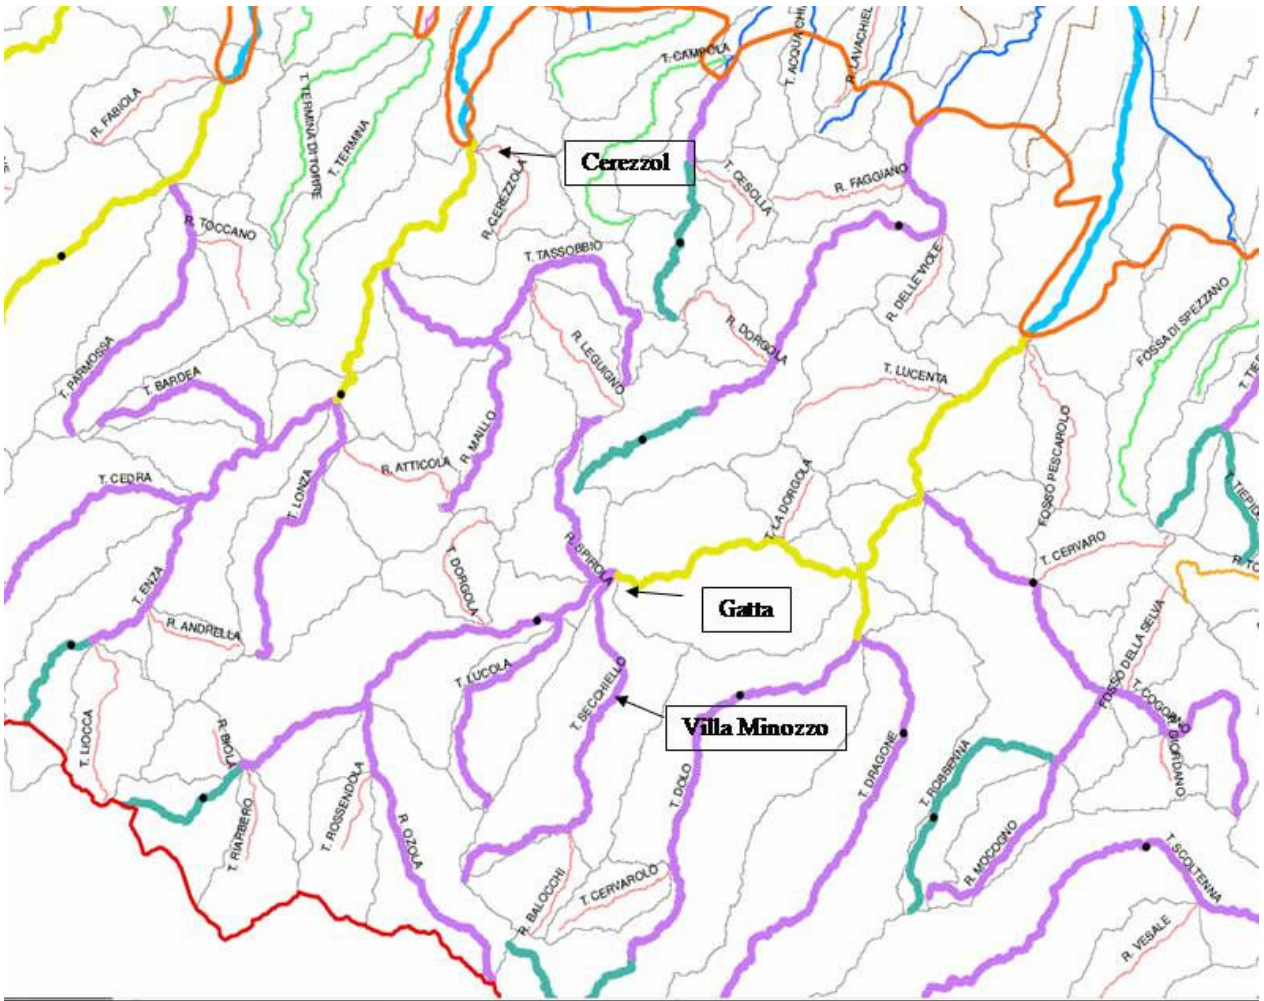 T. CAMPOLA
T. ACQUA CHI
R. LAVACHIEL
R. FABIOLA
T. TERMINA DI TORRE
T. TERMINA
Cerezzol
R. CEREZZOLA
T. CESOLLA
R. FAGGIANO
R. TOCCANO
T. TASSOBBIO
R. DELLE VIOLE
FOSSA DI SPEZZANO
T. PARMOSSA
T. BARDEA
R. LEGUIGNO
R. DORGOLA
T. LUCENTA
T. TIEP
R. MAILLO
R. ATTICOLA
FOSSO PESCAROLO
T. CEDRA
T. LONZA
T. LA DORGOLA
T. TIEPID
R. SPIROLA
T. CERVARO
R. TO
T. DORGOLA
T. ENZA
Gatta
R. ANDRELLA
FOSSO DELLA SELVA
T. LUCOLA
T. SECCHIELLO
T. COGORNO
R. GIORDANO
T. LIOCCA
R. BIOLA
Villa Minozzo
T. DOLO
T. DRAGONE
T. ROSSENNA
T. RIARBERO
T. ROSSENDOLA
R. OZOLA
R. MOCOGNO
T. SCOLTENNA
R. BALOCCHI
T. CERVAROLO
R. VESALE